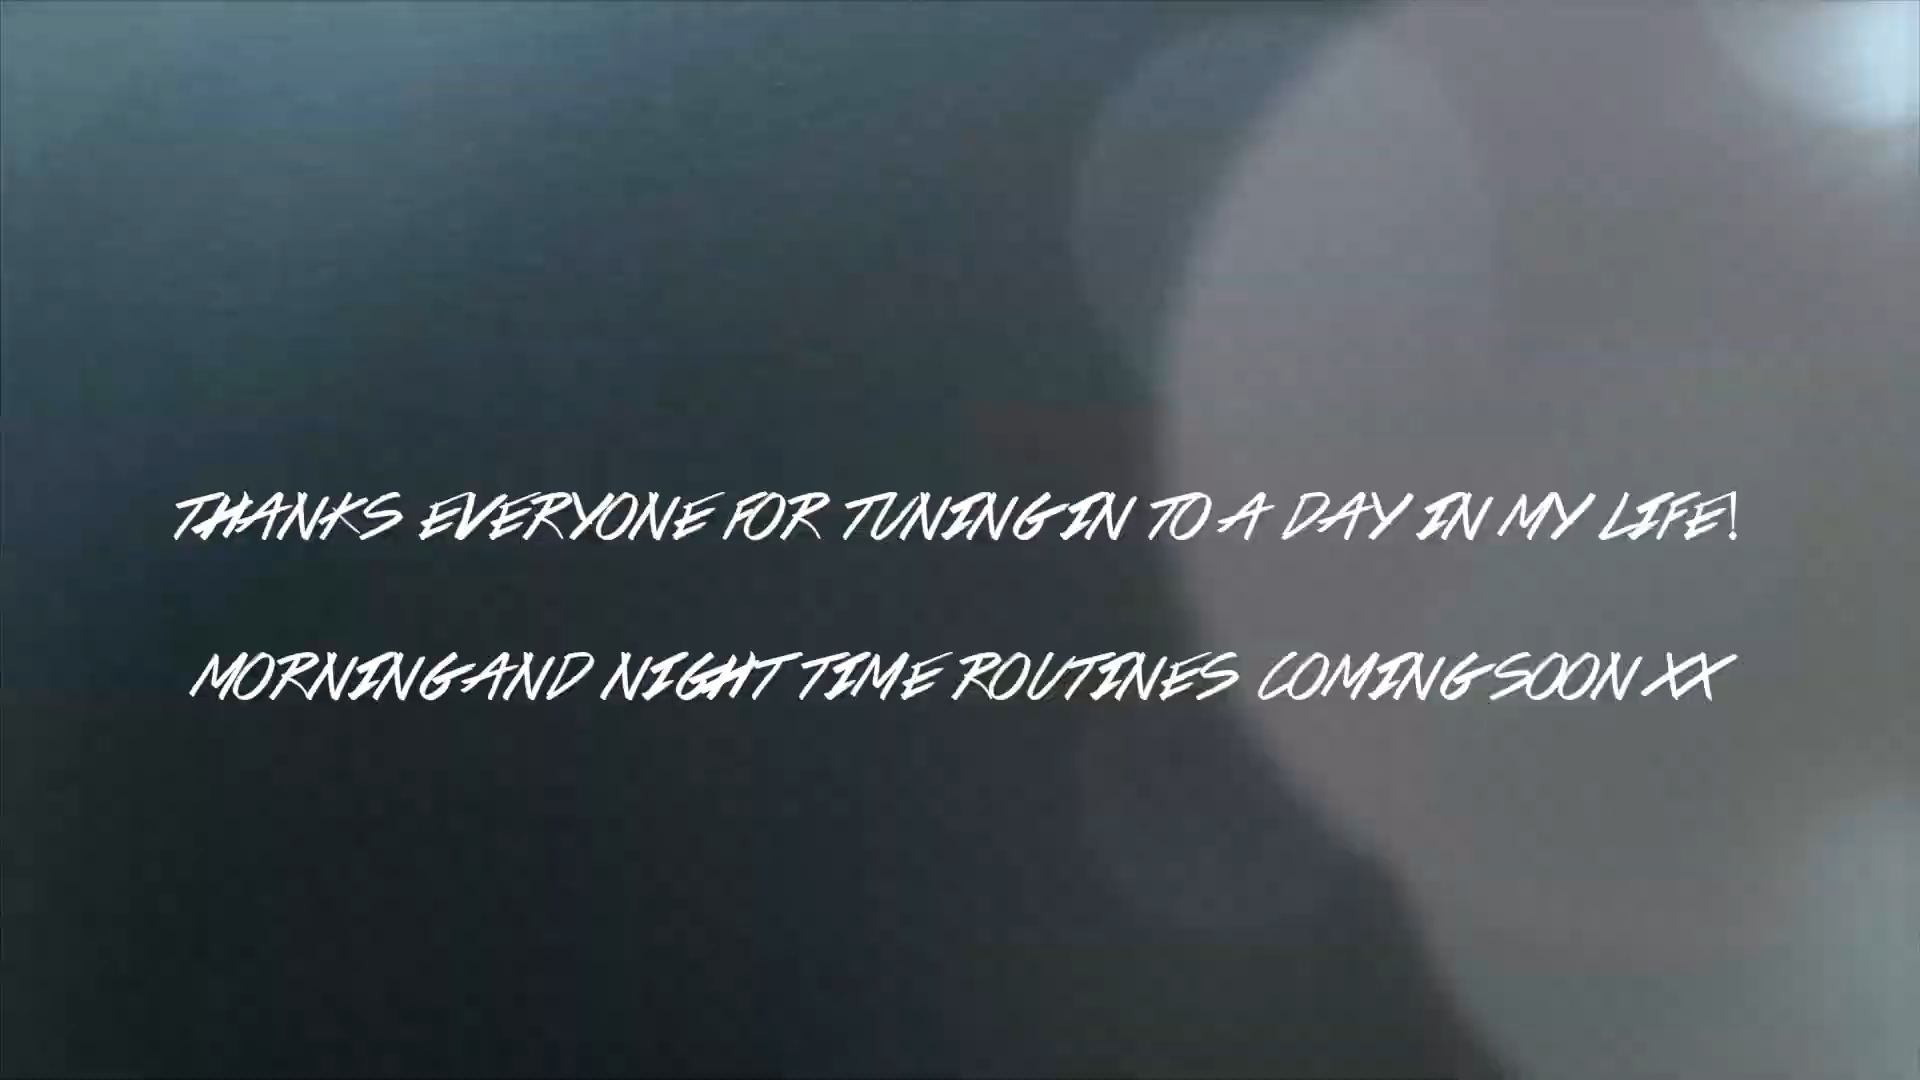 THANKS EVERYONE FOR TUNING IN TO A DAY IN MY LIFE!
MORNING AND NIGHT TIME ROUTINES COMING SOON XX